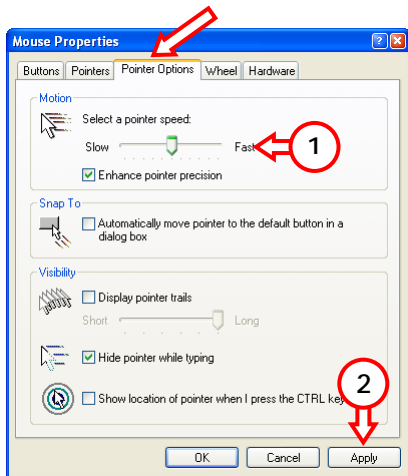 Mouse Properties
Buttons Pointers Pointer Options Wheel Hardware
Motion
Select a pointer speed:
Slow Fast 1
Enhance pointer precision
Snap To
Automatically move pointer to the default button in a
dialog box
Visibility
Display pointer trails
Short Long
Hide pointer while typing
2
Show location of pointer when I press the CTRL key
OK Cancel Apply